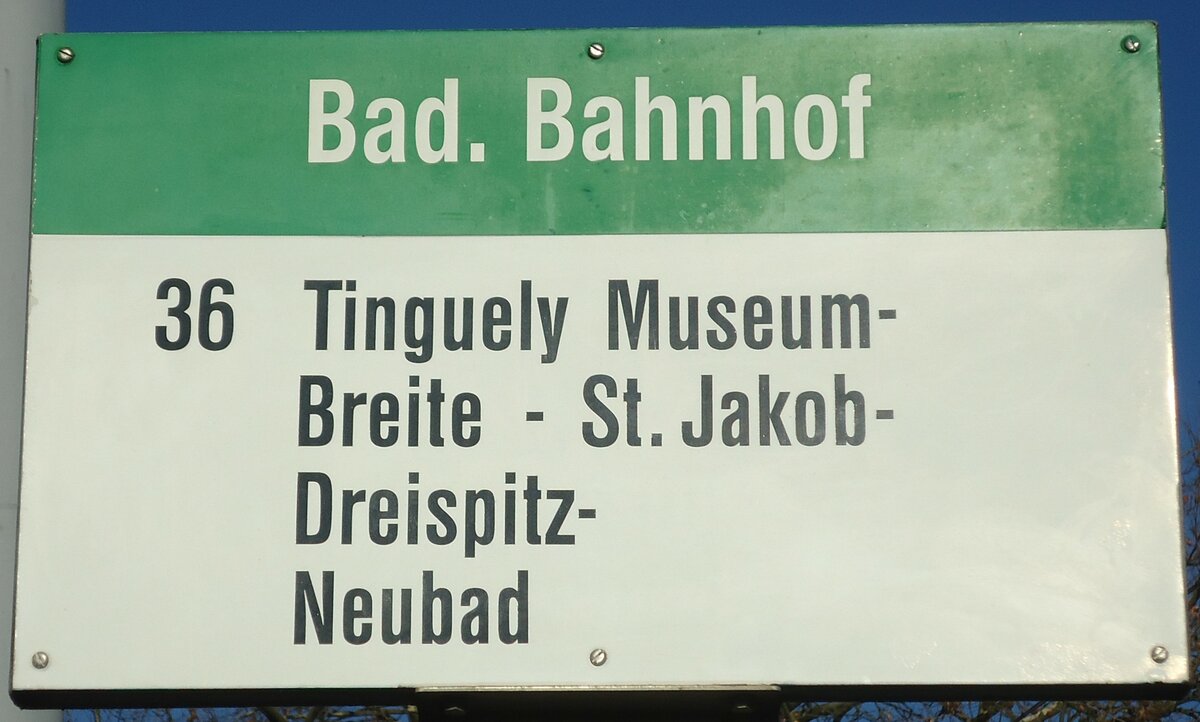 Bad. Bahnhof
36 Tinguely Museum-
Breite - St. Jakob-
Dreispitz-
Neubad